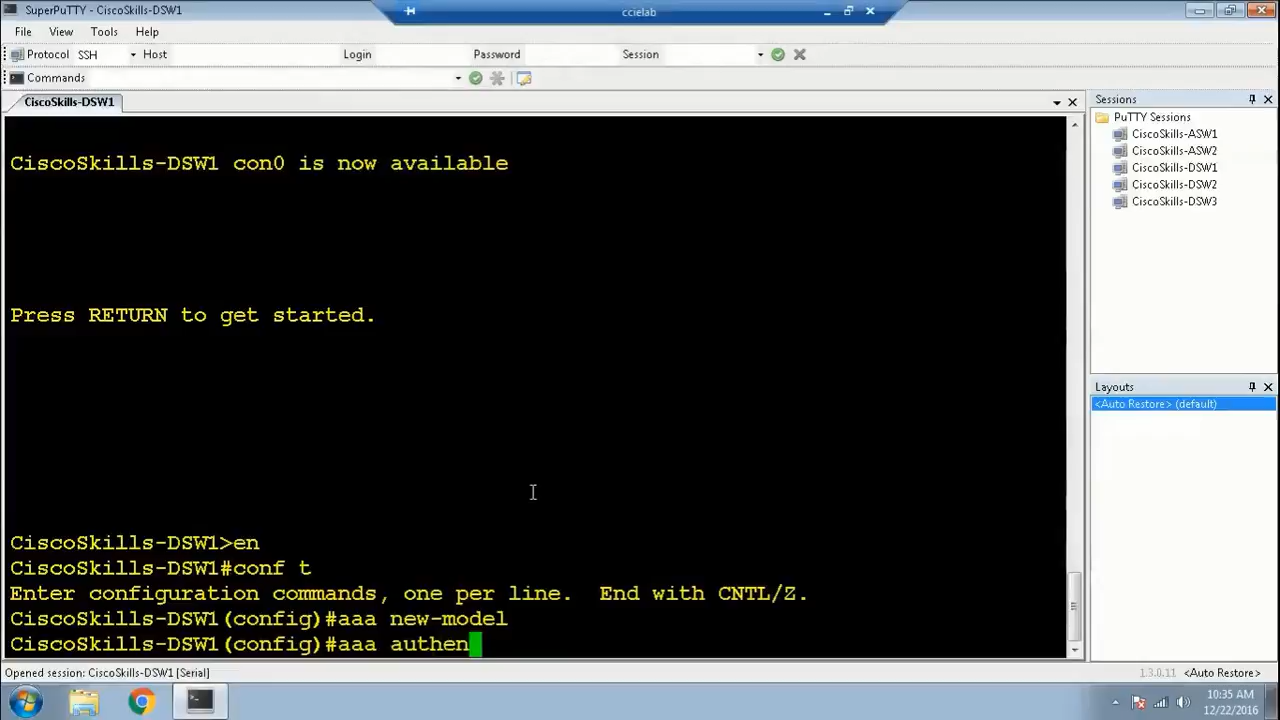 SuperPuTTY - CiscoSkills-DSW1
ccielab
File View Tools Help
Protocol SSH Host Login Password Session
Commands
CiscoSkills-DSW1
CiscoSkills-DSW1 con0 is now available
Press RETURN to get started.
CiscoSkills-DSW1>en
CiscoSkills-DSW1#conf t
Enter configuration commands, one per line. End with CNTL/Z.
CiscoSkills-DSW1(config)#aaa new-model
CiscoSkills-DSW1(config)#aaa authen
Sessions
PuTTY Sessions
CiscoSkills-ASW1
CiscoSkills-ASW2
CiscoSkills-DSW1
CiscoSkills-DSW2
CiscoSkills-DSW3
Layouts
<Auto Restore> (default)
Opened session: CiscoSkills-DSW1 [Serial]
1.3.0.11 <Auto Restore>
10:35 AM
12/22/2016